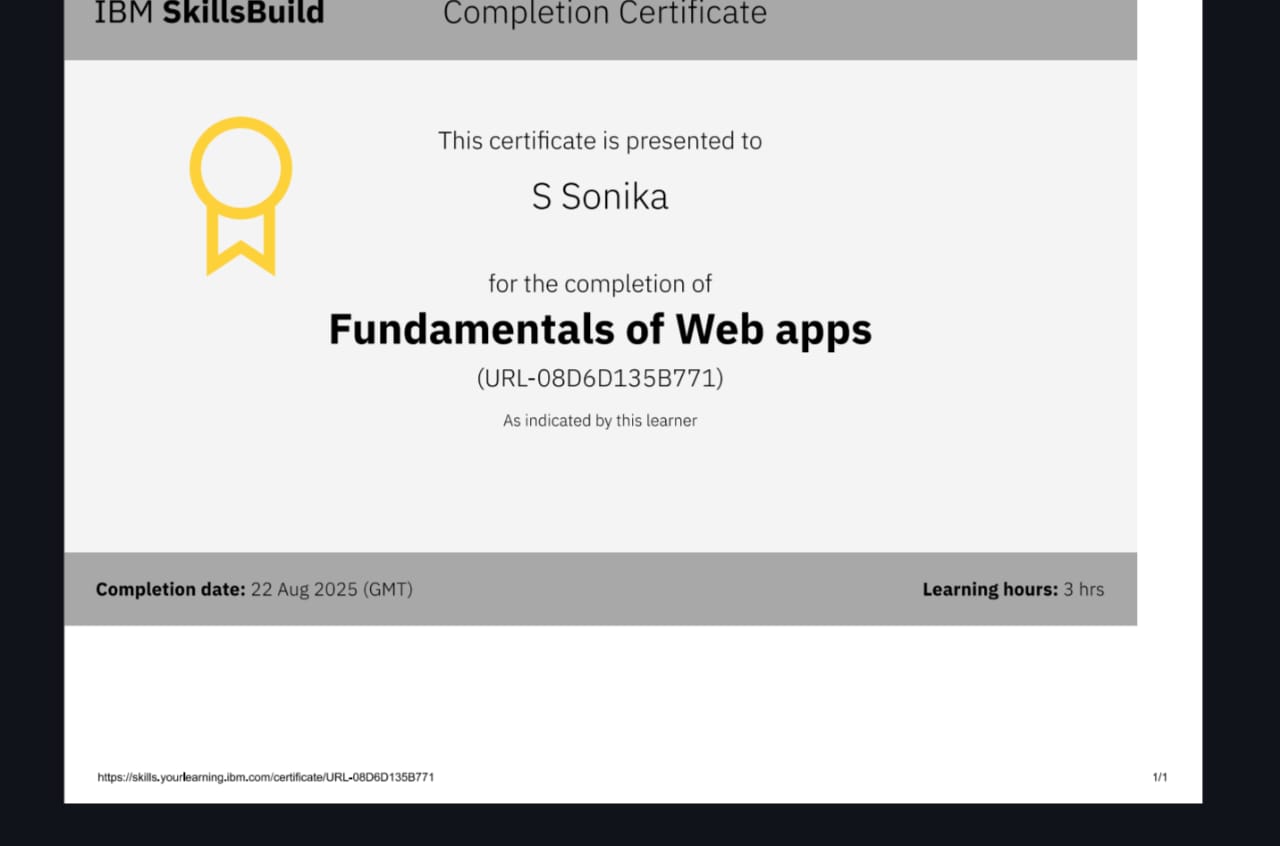 IBM SkillsBuild Completion Certificate
This certificate is presented to
S Sonika
for the completion of
Fundamentals of Web apps
(URL-08D6D135B771)
As indicated by this learner
Completion date: 22 Aug 2025 (GMT) Learning hours: 3 hrs
https://skills.yourlearning.ibm.com/certificate/URL-08D6D135B771 1/1